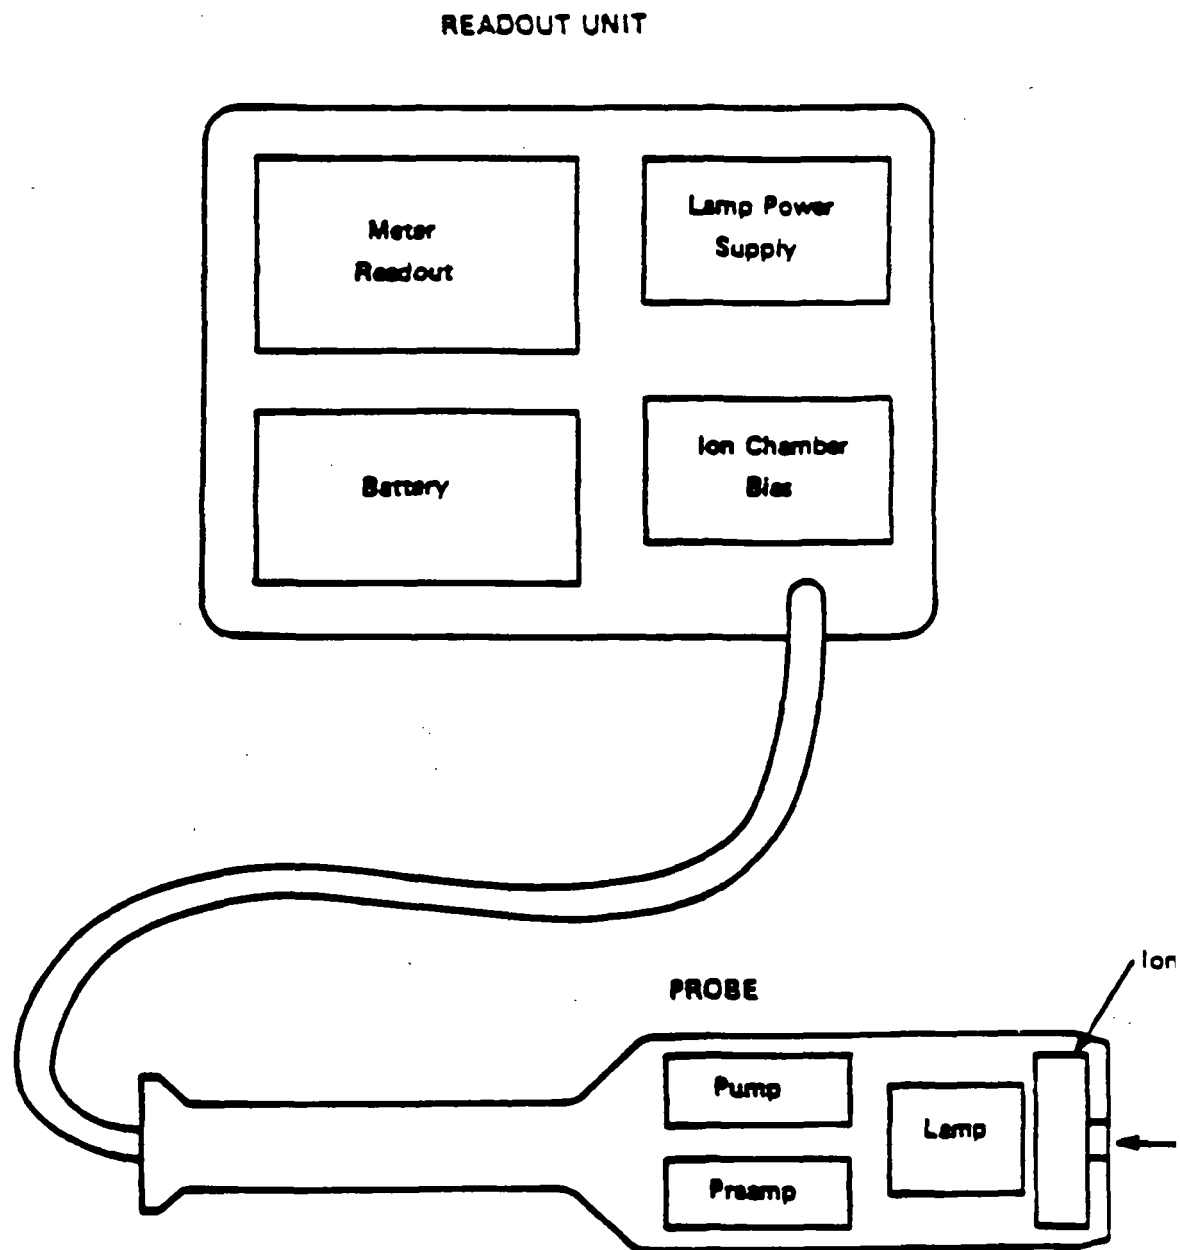 READOUT UNIT
Meter
Readout
Lamp Power
Supply
Battery
Ion Chamber
Bias
Ion
PROBE
Pump
Lamp
Preamp